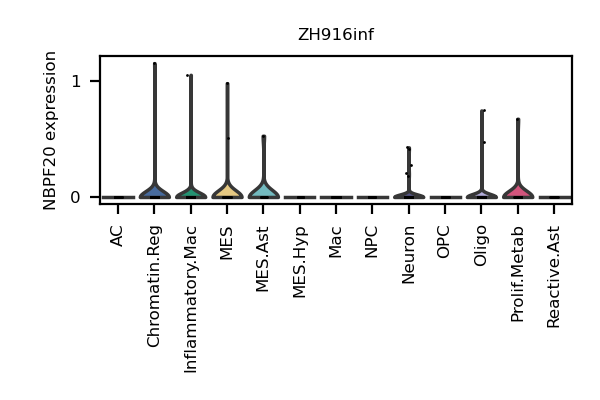 ZH916inf
NBPF20 expression
1
0
AC
Chromatin.Reg
Inflammatory.Mac
MES
MES.Ast
MES.Hyp
Mac
NPC
Neuron
OPC
Oligo
Prolif.Metab
Reactive.Ast